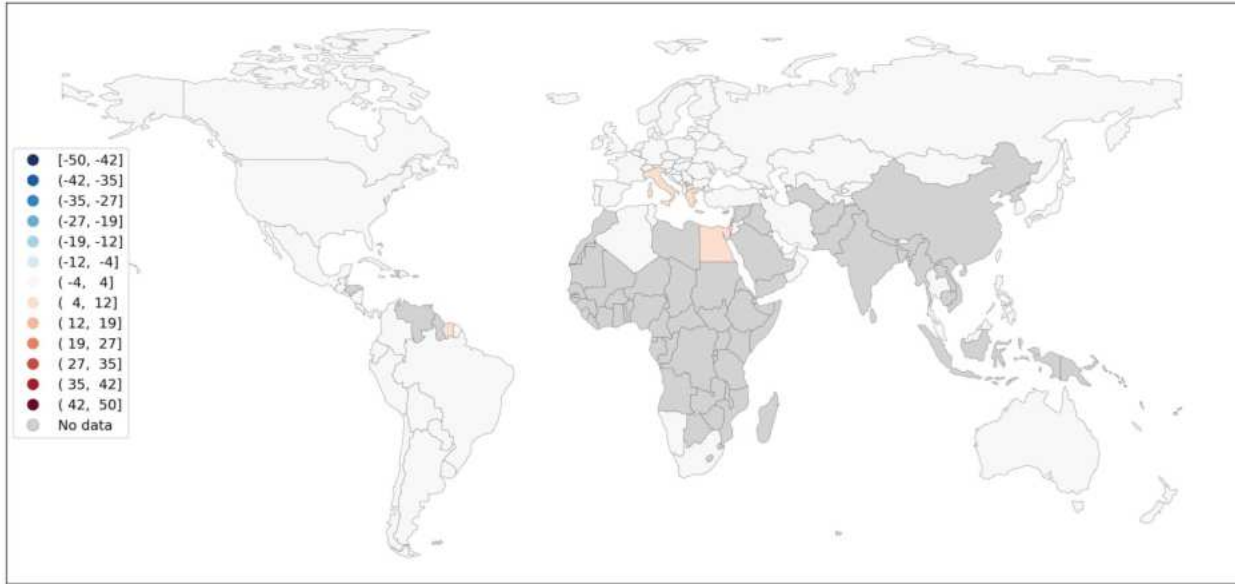 [-50, -42]
(-42, -35]
(-35, -27]
(-27, -19]
(-19, -12]
(-12, -4]
( -4, 4]
( 4, 12]
( 12, 19]
( 19, 27]
( 27, 35]
( 35, 42]
( 42, 50]
No data